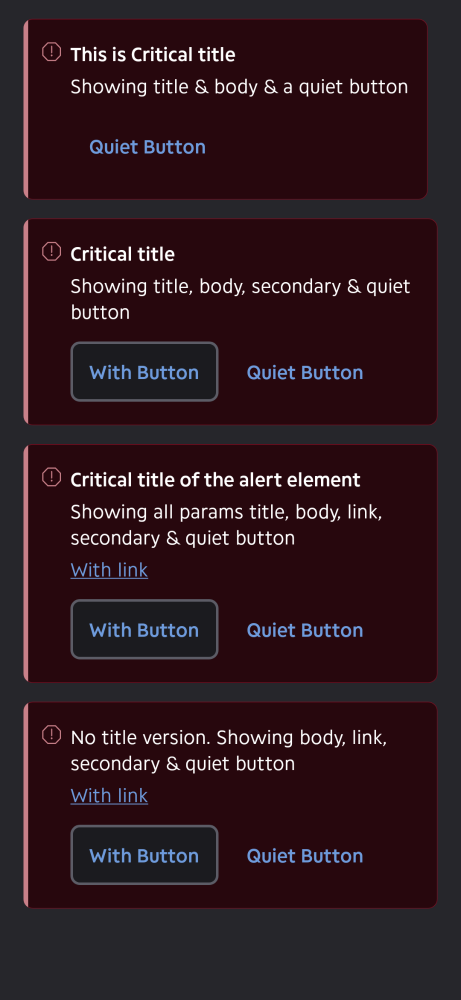 This is Critical title
Showing title & body & a quiet button
Quiet Button
Critical title
Showing title, body, secondary & quiet
button
With Button
Quiet Button
Critical title of the alert element
Showing all params title, body, link,
secondary & quiet button
With link
With Button
Quiet Button
No title version. Showing body, link,
secondary & quiet button
With link
With Button
Quiet Button